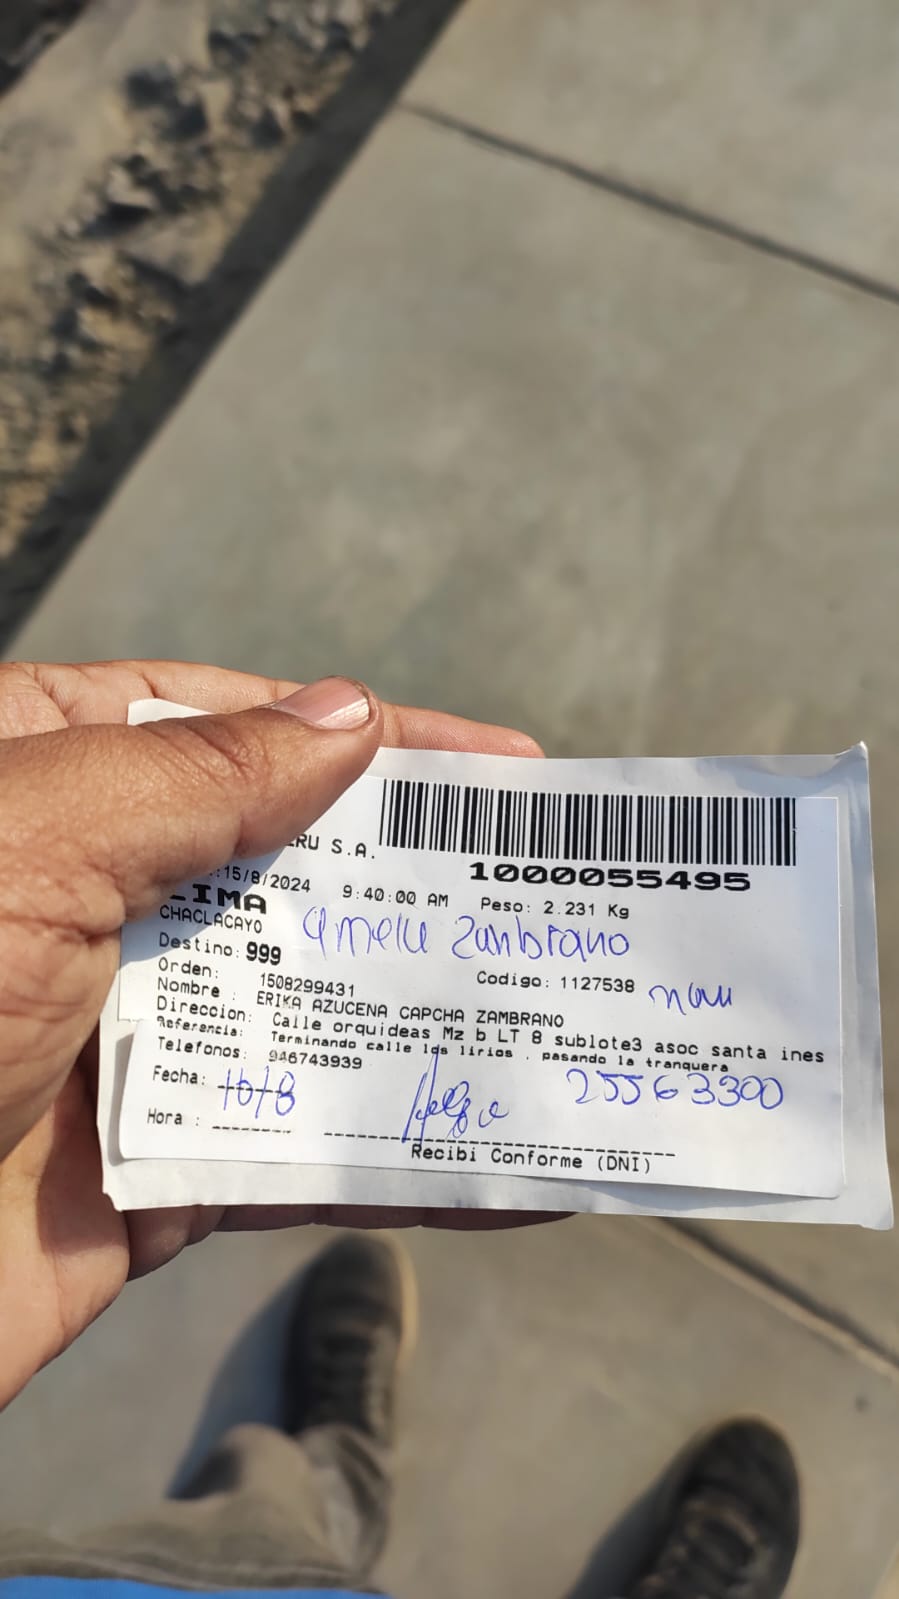 ERU S.A.
:15/8/2024 9:40:00 AM Peso: 2.231 Kg
1000055495
LIMA
CHACLACAYO
Zambrano
Destino: 999
Orden: 1508299431 Codigo: 1127538
Nombre : ERIKA AZUCENA CAPCHA ZAMBRANO
Direccion: Calle orquideas Mz b LT 8 sublote3 asoc santa ines
Referencia: Terminando calle los lirios , pasando la tranquera
Telefonos: 946743939
Fecha: 16/8 25563300
Hora :
Recibi Conforme (DNI)